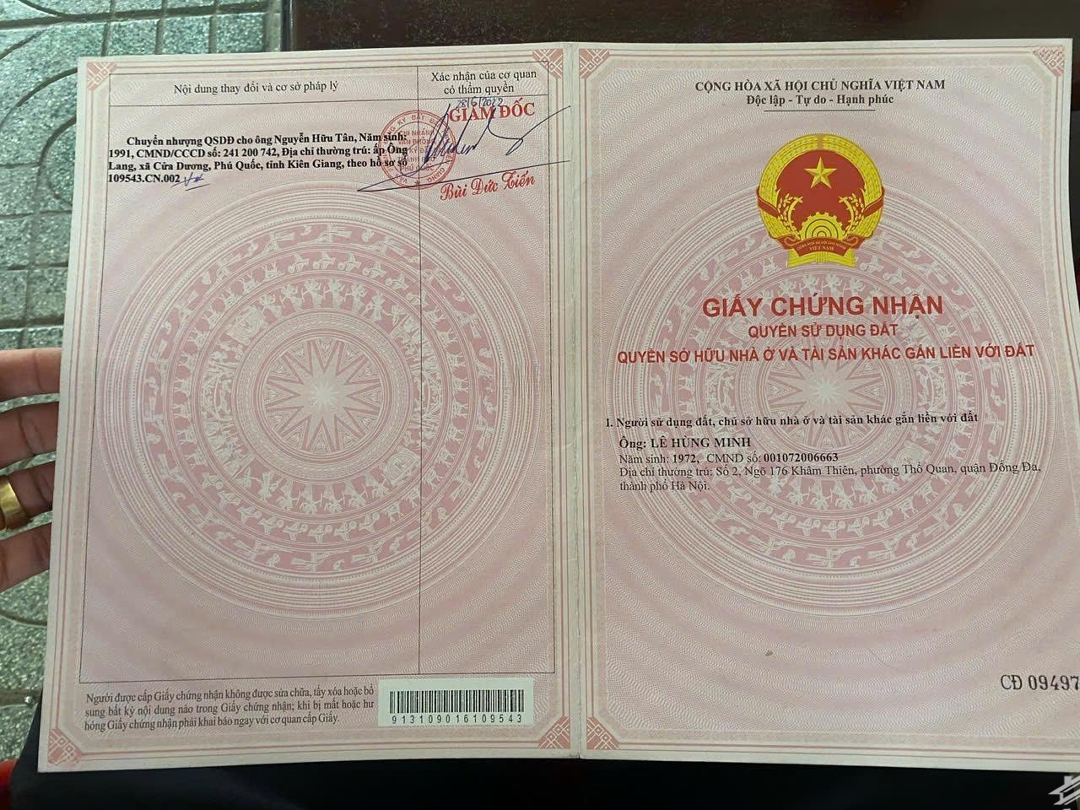 Nội dung thay đổi và cơ sở pháp lý
Xác nhận của cơ quan
có thẩm quyền
Chuyển nhượng QSDĐ cho ông Nguyễn Hữu Tân, Năm sinh:
1991, CMND/CCCD số: 241 200 742, Địa chỉ thường trú: ấp Ông
Lang, xã Cửa Dương, Phú Quốc, tỉnh Kiên Giang, theo hồ sơ số
109543.CN.002
28/6/2022
GIÁM ĐỐC
Bùi Đức Tiến
Người được cấp Giấy chứng nhận không được sửa chữa, tẩy xóa hoặc bổ
sung bất kỳ nội dung nào trong Giấy chứng nhận; khi bị mất hoặc hư
hỏng Giấy chứng nhận phải khai báo ngay với cơ quan cấp Giấy.
913109016109543
CỘNG HÒA XÃ HỘI CHỦ NGHĨA VIỆT NAM
Độc lập - Tự do - Hạnh phúc
VIỆT NAM
GIẤY CHỨNG NHẬN
QUYỀN SỬ DỤNG ĐẤT
QUYỀN SỞ HỮU NHÀ Ở VÀ TÀI SẢN KHÁC GẮN LIỀN VỚI ĐẤT
I. Người sử dụng đất, chủ sở hữu nhà ở và tài sản khác gắn liền với đất
Ông: LÊ HÙNG MINH
Năm sinh: 1972, CMND số: 001072006663
Địa chỉ thường trú: Số 2, Ngõ 176 Khâm Thiên, phường Thổ Quan, quận Đống Đa,
thành phố Hà Nội.
CĐ 09497